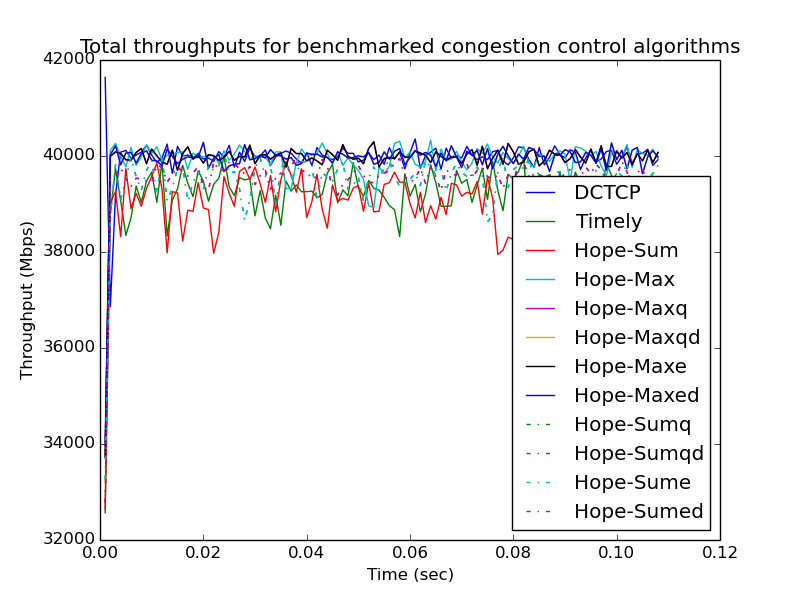 Total throughputs for benchmarked congestion control algorithms
42000
40000
38000
36000
34000
32000
Throughput (Mbps)
0.00 0.02 0.04 0.06 0.08 0.10 0.12
Time (sec)
DCTCP
Timely
Hope-Sum
Hope-Max
Hope-Maxq
Hope-Maxqd
Hope-Maxe
Hope-Maxed
Hope-Sumq
Hope-Sumqd
Hope-Sume
Hope-Sumed